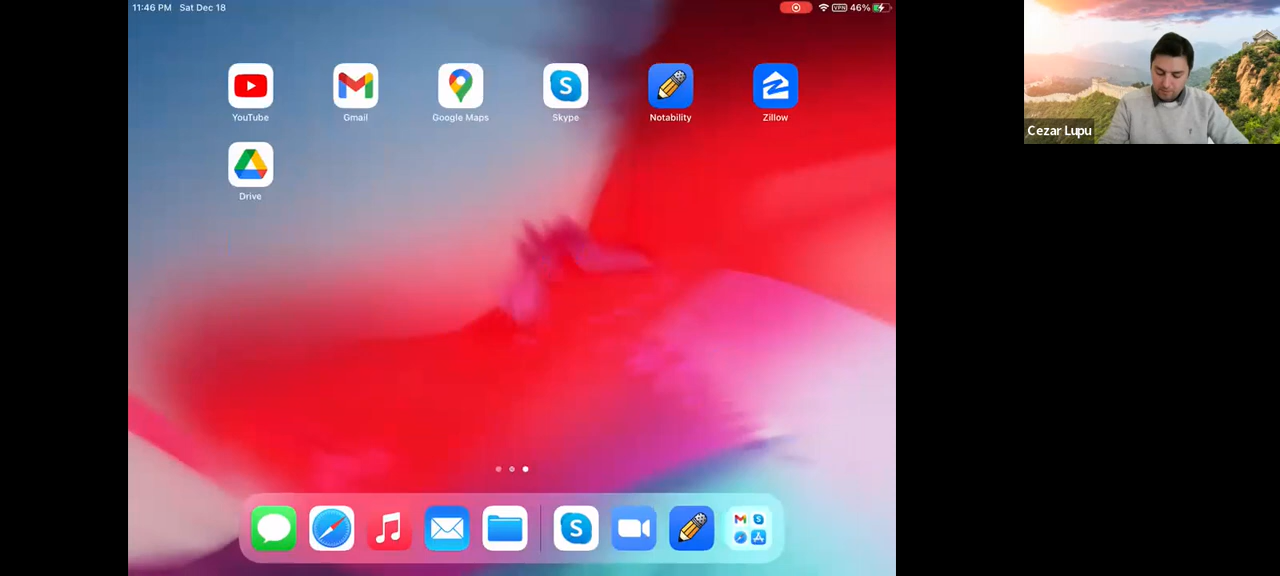 11:46 PM Sat Dec 18
VPN 46%
YouTube
Gmail
Google Maps
Skype
Notability
Zillow
Drive
Cezar Lupu